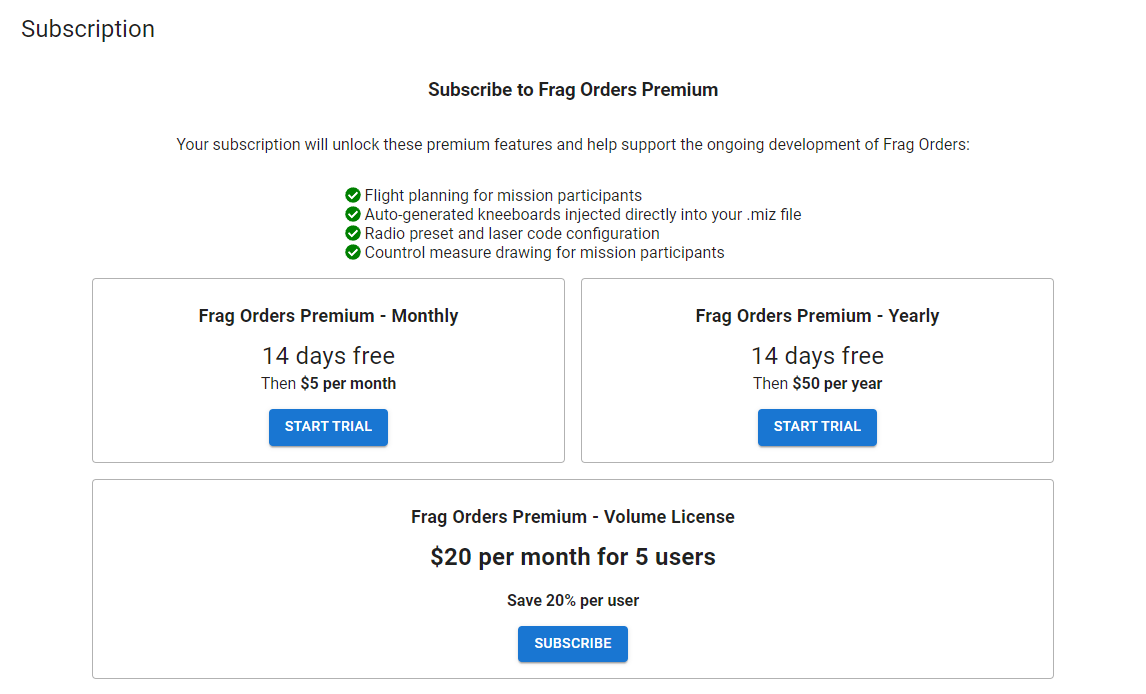 Subscription
Subscribe to Frag Orders Premium
Your subscription will unlock these premium features and help support the ongoing development of Frag Orders:
Flight planning for mission participants
Auto-generated kneeboards injected directly into your .miz file
Radio preset and laser code configuration
Countrol measure drawing for mission participants
Frag Orders Premium - Monthly
14 days free
Then $5 per month
START TRIAL
Frag Orders Premium - Yearly
14 days free
Then $50 per year
START TRIAL
Frag Orders Premium - Volume License
$20 per month for 5 users
Save 20% per user
SUBSCRIBE